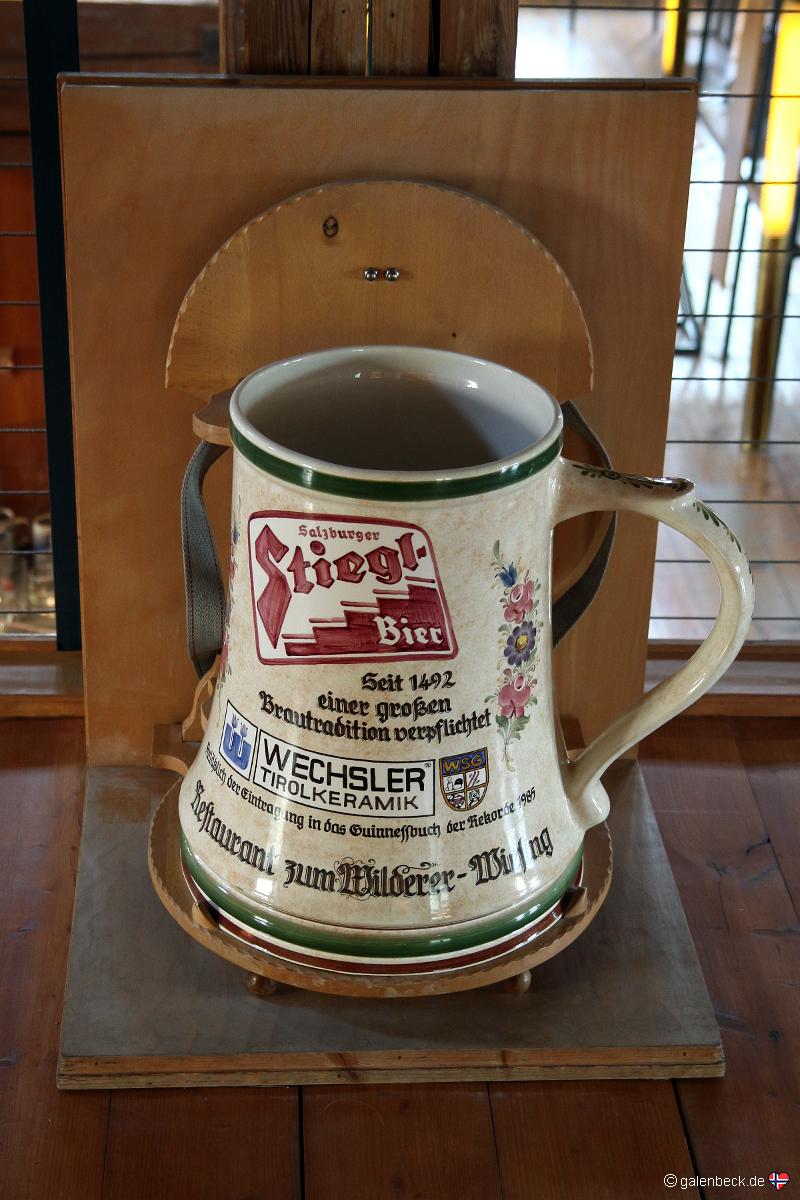 Salzburger
Stiegl-
Bier
Seit 1492
einer großen
Brautradition verpflichtet
WECHSLER®
TIROLKERAMIK
WSG
der Eintragung in das Guinnessbuch der Rekorde 1985
Restaurant zum Wilderer-
© galenbeck.de